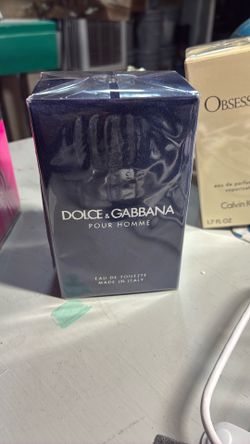 DOLCE & GABBANA
POUR HOMME
EAU DE TOILETTE
MADE IN ITALY
OBSESS
eau de parfum
Calvin K
1.7 FL OZ